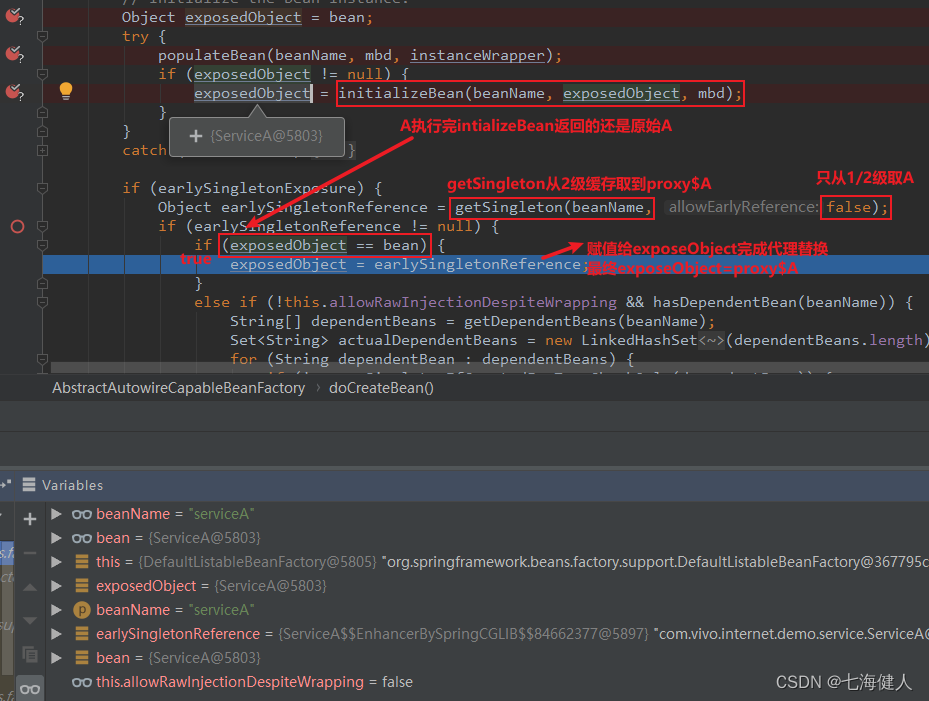 // initialize the bean instance.
Object exposedObject = bean;
try {
populateBean(beanName, mbd, instanceWrapper);
if (exposedObject != null) {
exposedObject = initializeBean(beanName, exposedObject, mbd);
}
A执行完intializeBean返回的还是原始A
}
+ {ServiceA@5803}
catch }
getSingleton从2级缓存取到proxy$A
只从1/2级取A
if (earlySingletonExposure) {
Object earlySingletonReference = getSingleton(beanName, allowEarlyReference: false);
if (earlySingletonReference != null) {
if (exposedObject == bean) {
赋值给exposeObject完成代理替换
true
exposedObject = earlySingletonReference;
最终exposeObject=proxy$A
}
else if (!this.allowRawInjectionDespiteWrapping && hasDependentBean(beanName)) {
String[] dependentBeans = getDependentBeans(beanName);
Set<String> actualDependentBeans = new LinkedHashSet<~>(dependentBeans.length)
for (String dependentBean : dependentBeans) {
AbstractAutowireCapableBeanFactory › doCreateBean()
Variables
beanName = "serviceA"
bean = {ServiceA@5803}
this = {DefaultListableBeanFactory@5805} "org.springframework.beans.factory.support.DefaultListableBeanFactory@367795c
exposedObject = {ServiceA@5803}
beanName = "serviceA"
earlySingletonReference = {ServiceA$$EnhancerBySpringCGLIB$$84662377@5897} "com.vivo.internet.demo.service.ServiceA@
bean = {ServiceA@5803}
this.allowRawInjectionDespiteWrapping = false
CSDN @七海健人